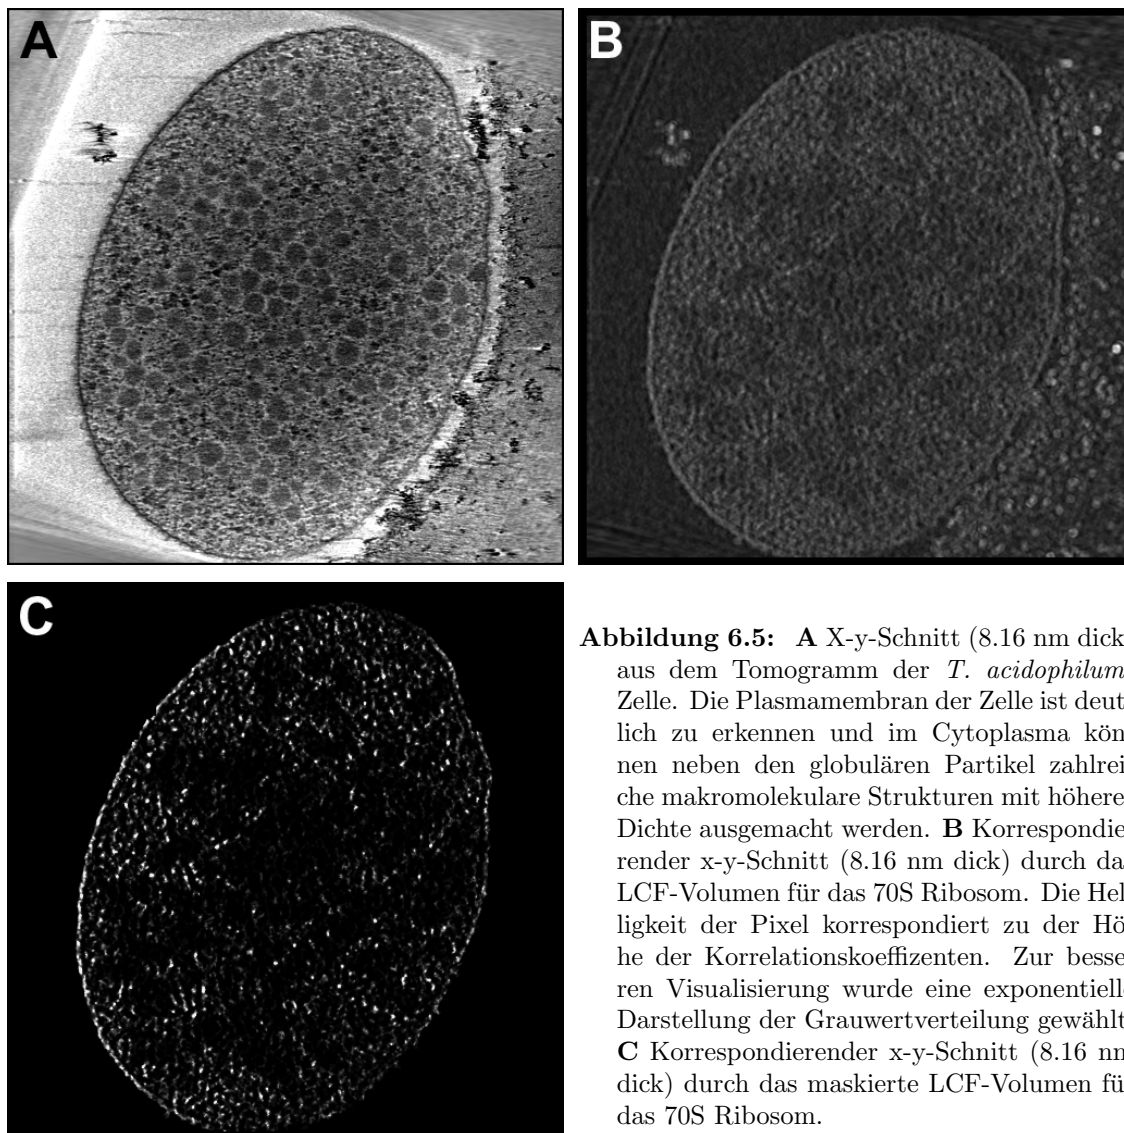 A
B
C
Abbildung 6.5: A X-y-Schnitt (8.16 nm dick
aus dem Tomogramm der T. acidophilum
Zelle. Die Plasmamembran der Zelle ist deut
lich zu erkennen und im Cytoplasma kön
nen neben den globulären Partikel zahlrei
che makromolekulare Strukturen mit höhere
Dichte ausgemacht werden. B Korrespondie
render x-y-Schnitt (8.16 nm dick) durch da
LCF-Volumen für das 70S Ribosom. Die Hel
ligkeit der Pixel korrespondiert zu der Hö
he der Korrelationskoeffizenten. Zur besse
ren Visualisierung wurde eine exponentiell
Darstellung der Grauwertverteilung gewählt
C Korrespondierender x-y-Schnitt (8.16 nm
dick) durch das maskierte LCF-Volumen fü
das 70S Ribosom.